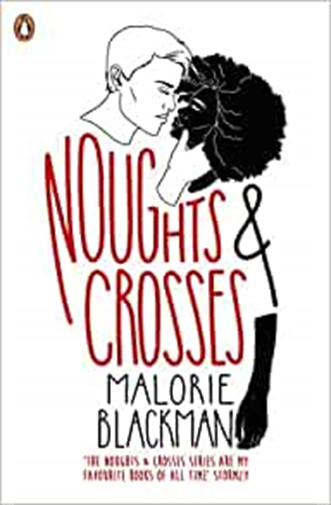 NOUGHTS &
CROSSES
MALORIE
BLACKMAN
'THE NOUGHTS & CROSSES SERIES ARE MY
FAVOURITE BOOKS OF ALL TIME' STORMZY